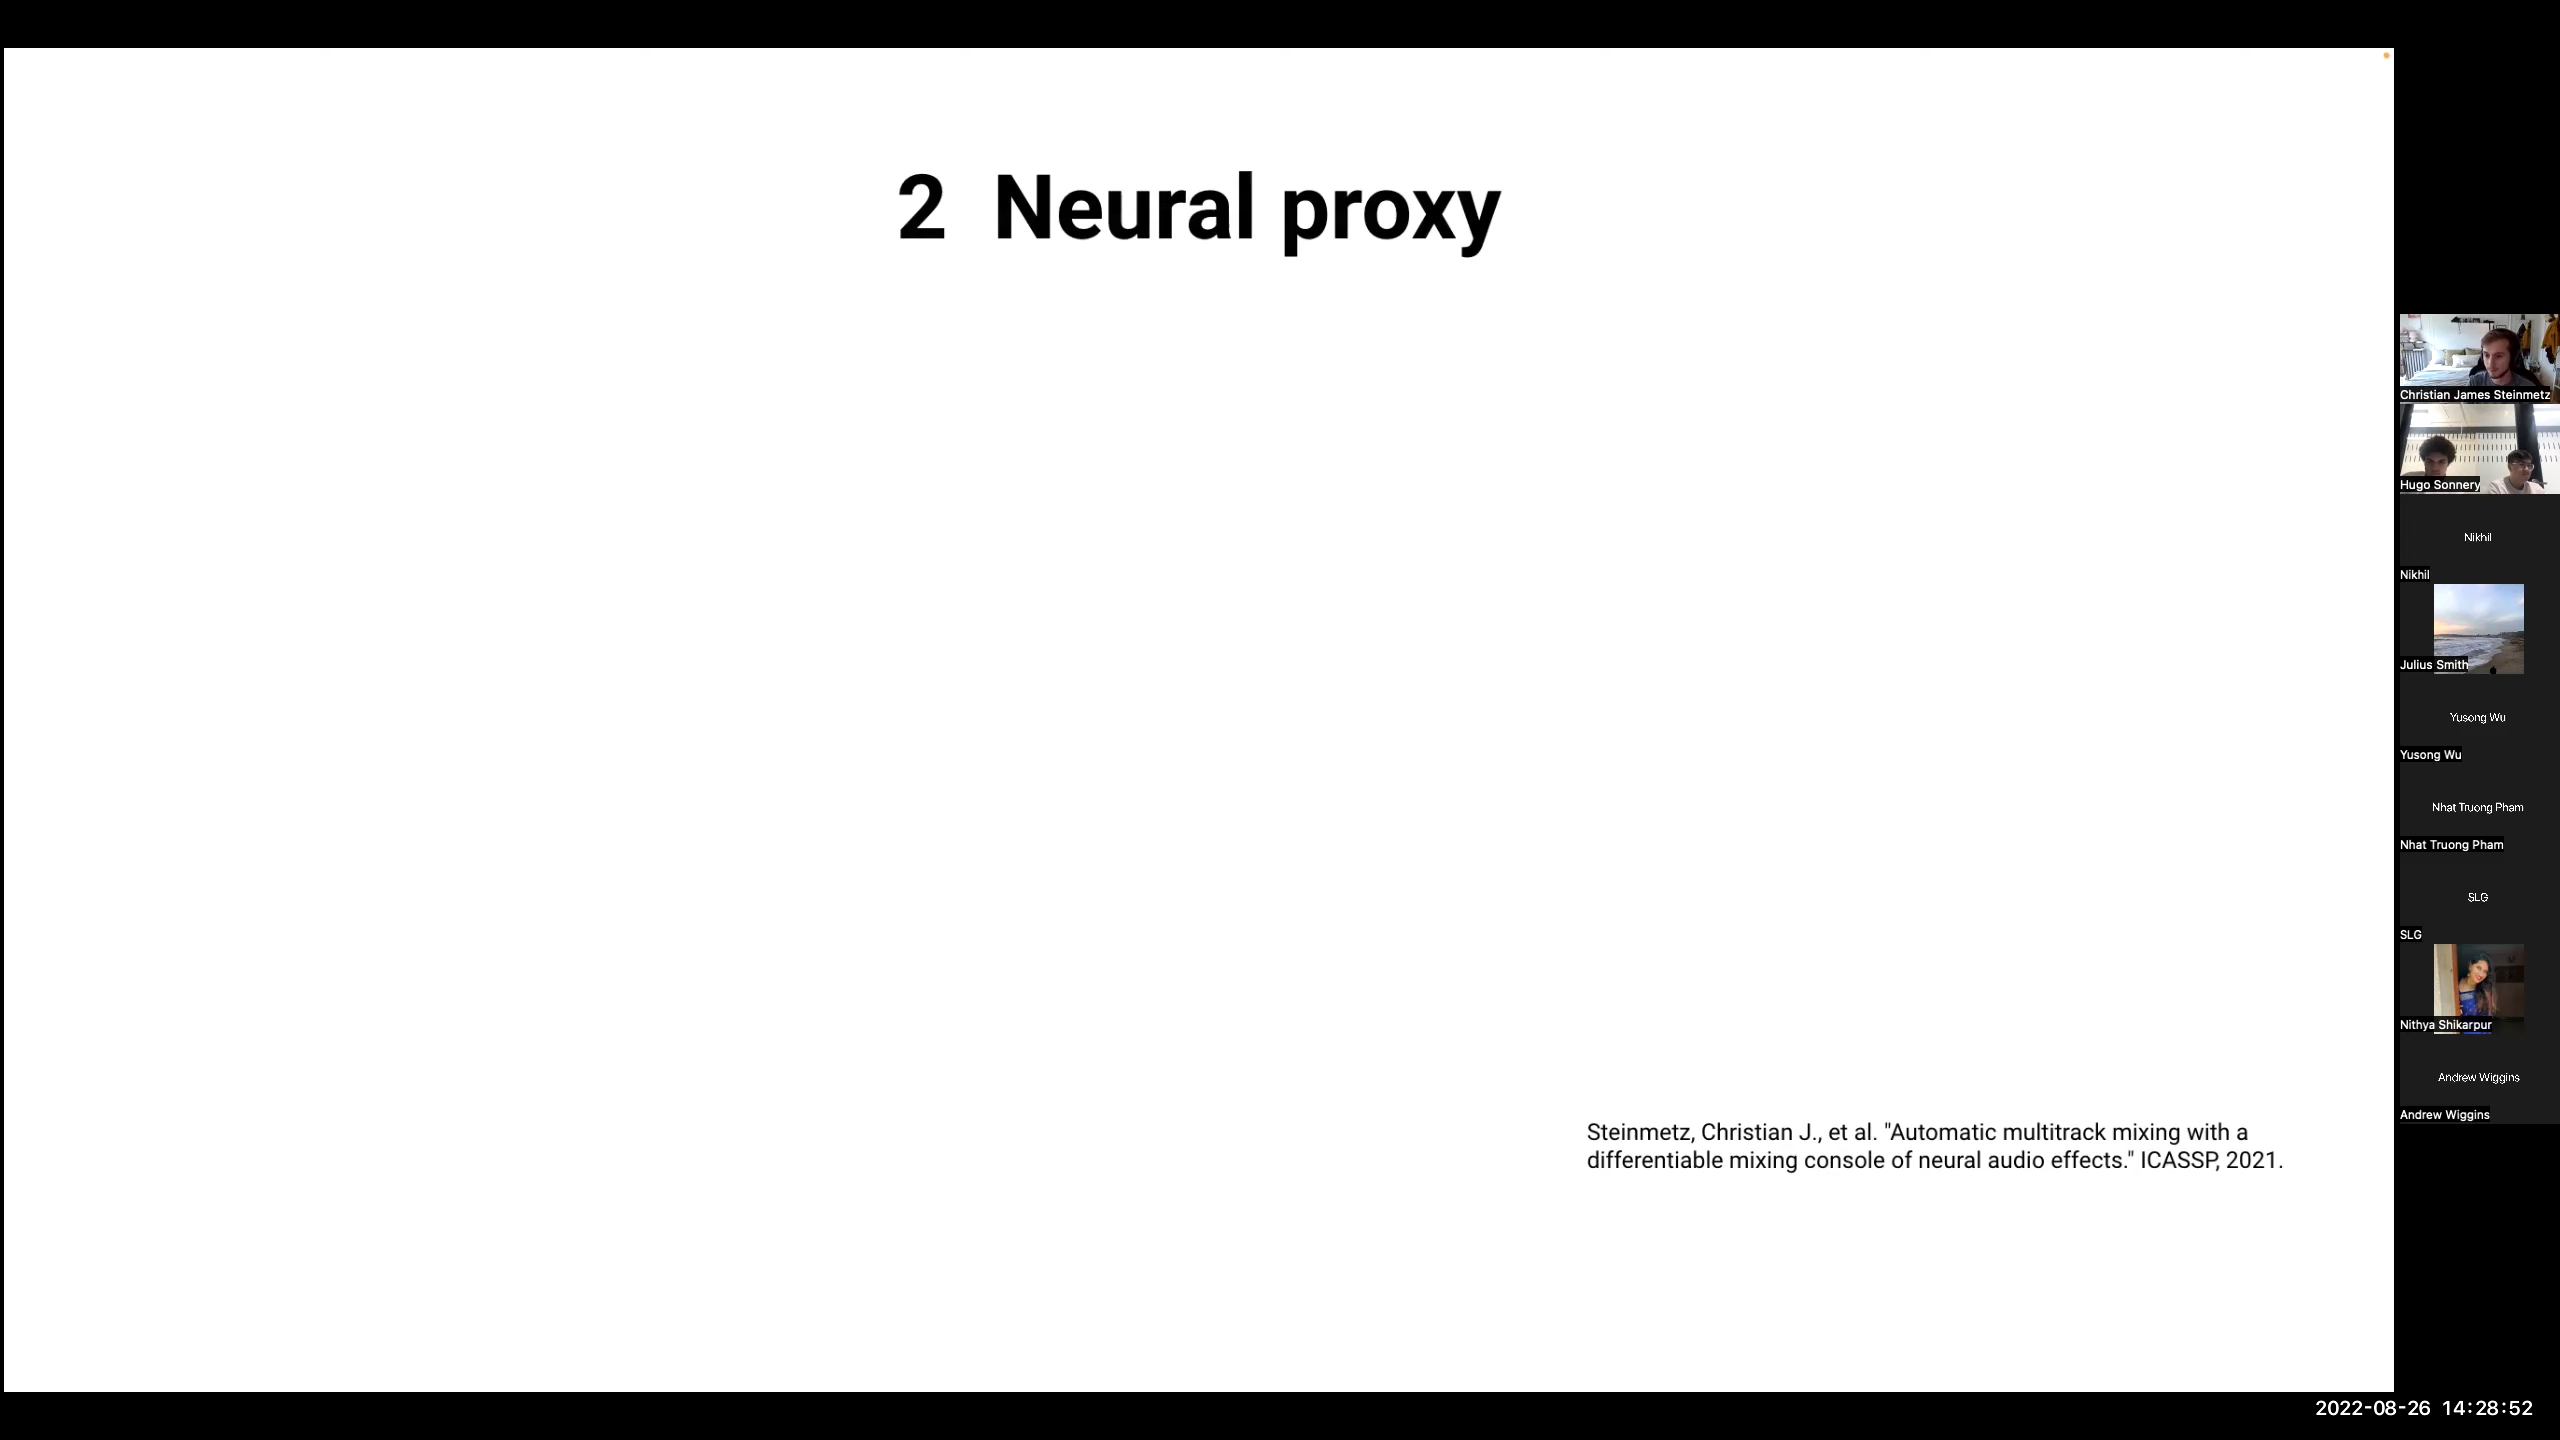 2 Neural proxy
Steinmetz, Christian J., et al. "Automatic multitrack mixing with a
differentiable mixing console of neural audio effects." ICASSP, 2021.
Christian James Steinmetz
Hugo Sonnery
Nikhil
Nikhil
Julius Smith
Yusong Wu
Yusong Wu
Nhat Truong Pham
Nhat Truong Pham
SLG
SLG
Nithya Shikarpur
Andrew Wiggins
Andrew Wiggins
2022-08-26 14:28:52